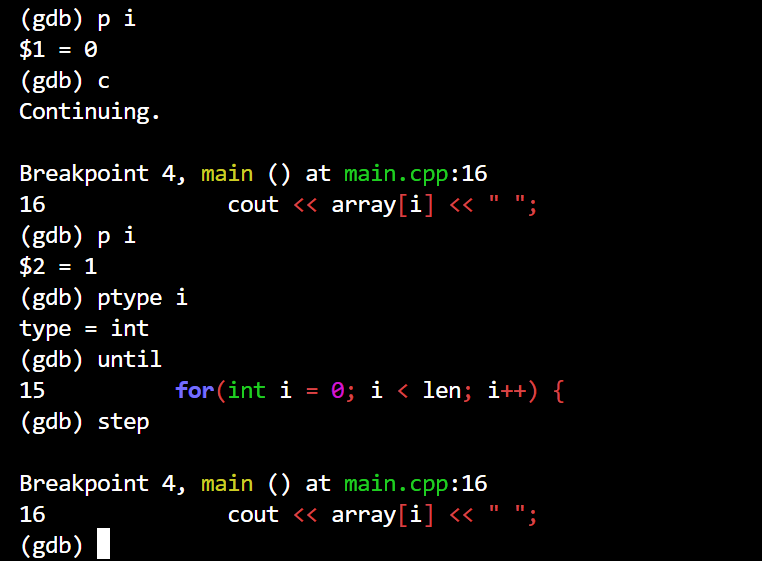 (gdb) p i
$1 = 0
(gdb) c
Continuing.
Breakpoint 4, main () at main.cpp:16
16              cout << array[i] << " ";
(gdb) p i
$2 = 1
(gdb) ptype i
type = int
(gdb) until
15          for(int i = 0; i < len; i++) {
(gdb) step
Breakpoint 4, main () at main.cpp:16
16              cout << array[i] << " ";
(gdb)